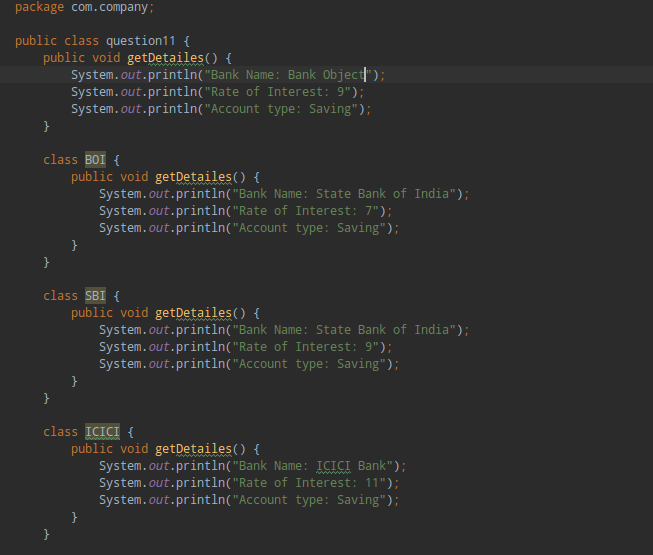 package com.company;
public class question11 {
public void getDetailes() {
System.out.println("Bank Name: Bank Object");
System.out.println("Rate of Interest: 9");
System.out.println("Account type: Saving");
}
class BOI {
public void getDetailes() {
System.out.println("Bank Name: State Bank of India");
System.out.println("Rate of Interest: 7");
System.out.println("Account type: Saving");
}
}
class SBI {
public void getDetailes() {
System.out.println("Bank Name: State Bank of India");
System.out.println("Rate of Interest: 9");
System.out.println("Account type: Saving");
}
}
class ICICI {
public void getDetailes() {
System.out.println("Bank Name: ICICI Bank");
System.out.println("Rate of Interest: 11");
System.out.println("Account type: Saving");
}
}